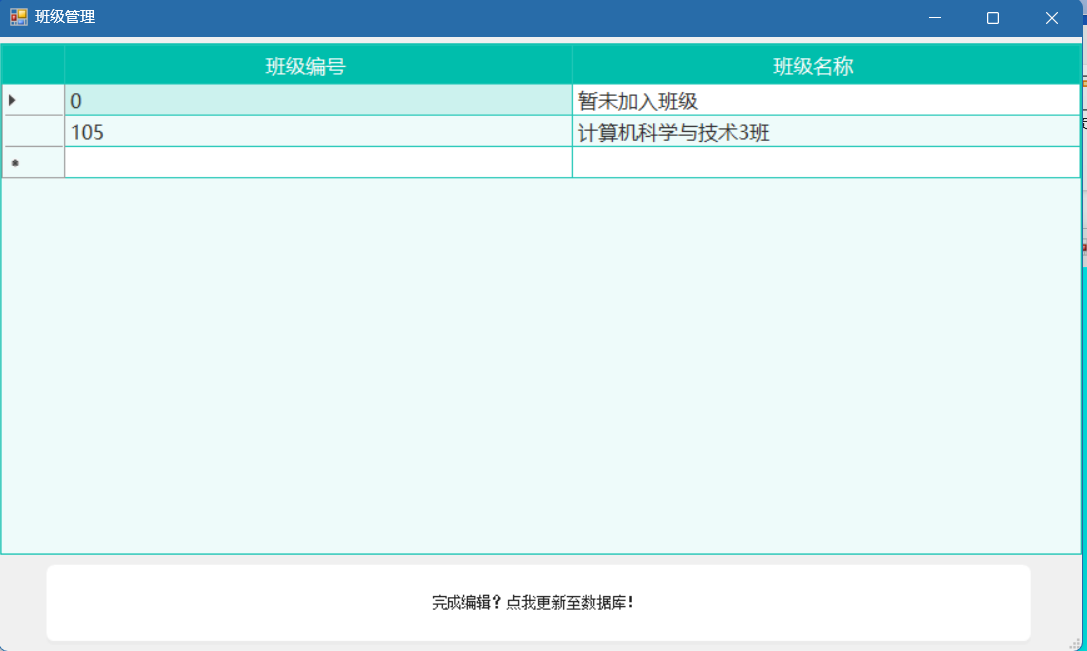 班级管理
班级编号 班级名称
0 暂未加入班级
105 计算机科学与技术3班
完成编辑？点我更新至数据库！